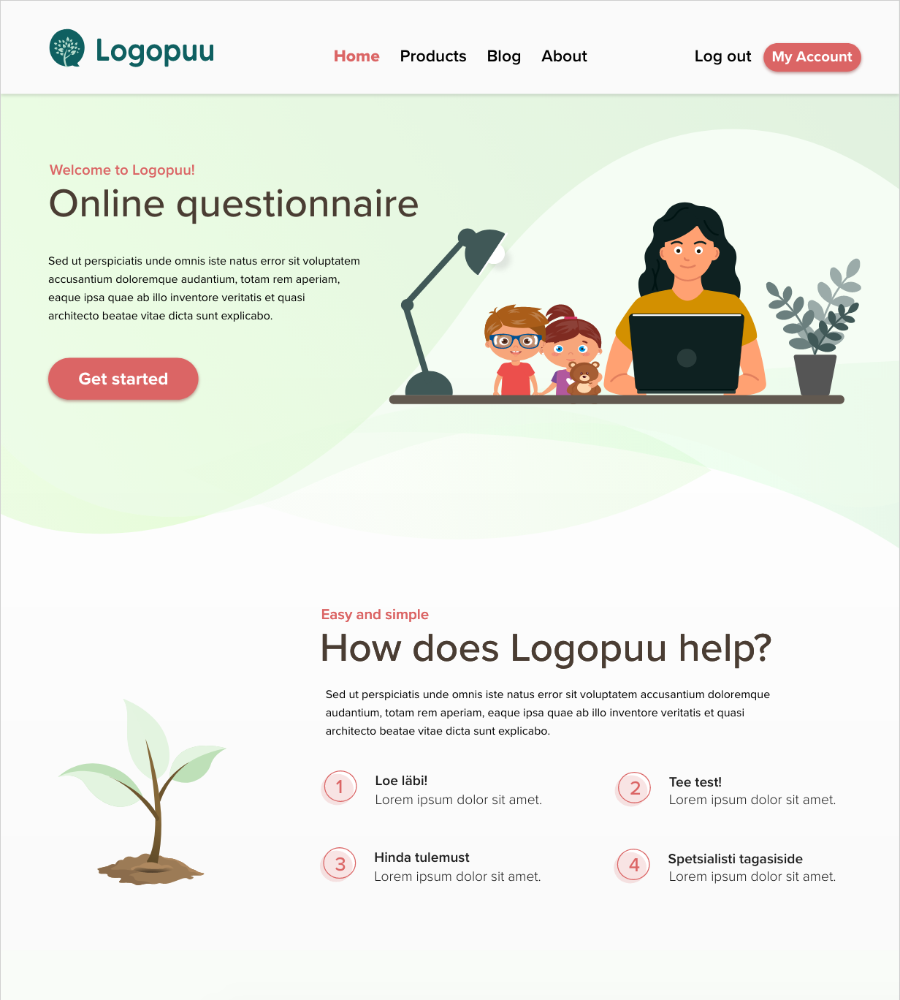 Logopuu
Home Products Blog About
Log out My Account
Welcome to Logopuu!
Online questionnaire
Sed ut perspiciatis unde omnis iste natus error sit voluptatem
accusantium doloremque audantium, totam rem aperiam,
eaque ipsa quae ab illo inventore veritatis et quasi
architecto beatae vitae dicta sunt explicabo.
Get started
Easy and simple
How does Logopuu help?
Sed ut perspiciatis unde omnis iste natus error sit voluptatem accusantium doloremque
audantium, totam rem aperiam, eaque ipsa quae ab illo inventore veritatis et quasi
architecto beatae vitae dicta sunt explicabo.
1
Loe läbi!
Lorem ipsum dolor sit amet.
2
Tee test!
Lorem ipsum dolor sit amet.
3
Hinda tulemust
Lorem ipsum dolor sit amet.
4
Spetsialisti tagasiside
Lorem ipsum dolor sit amet.